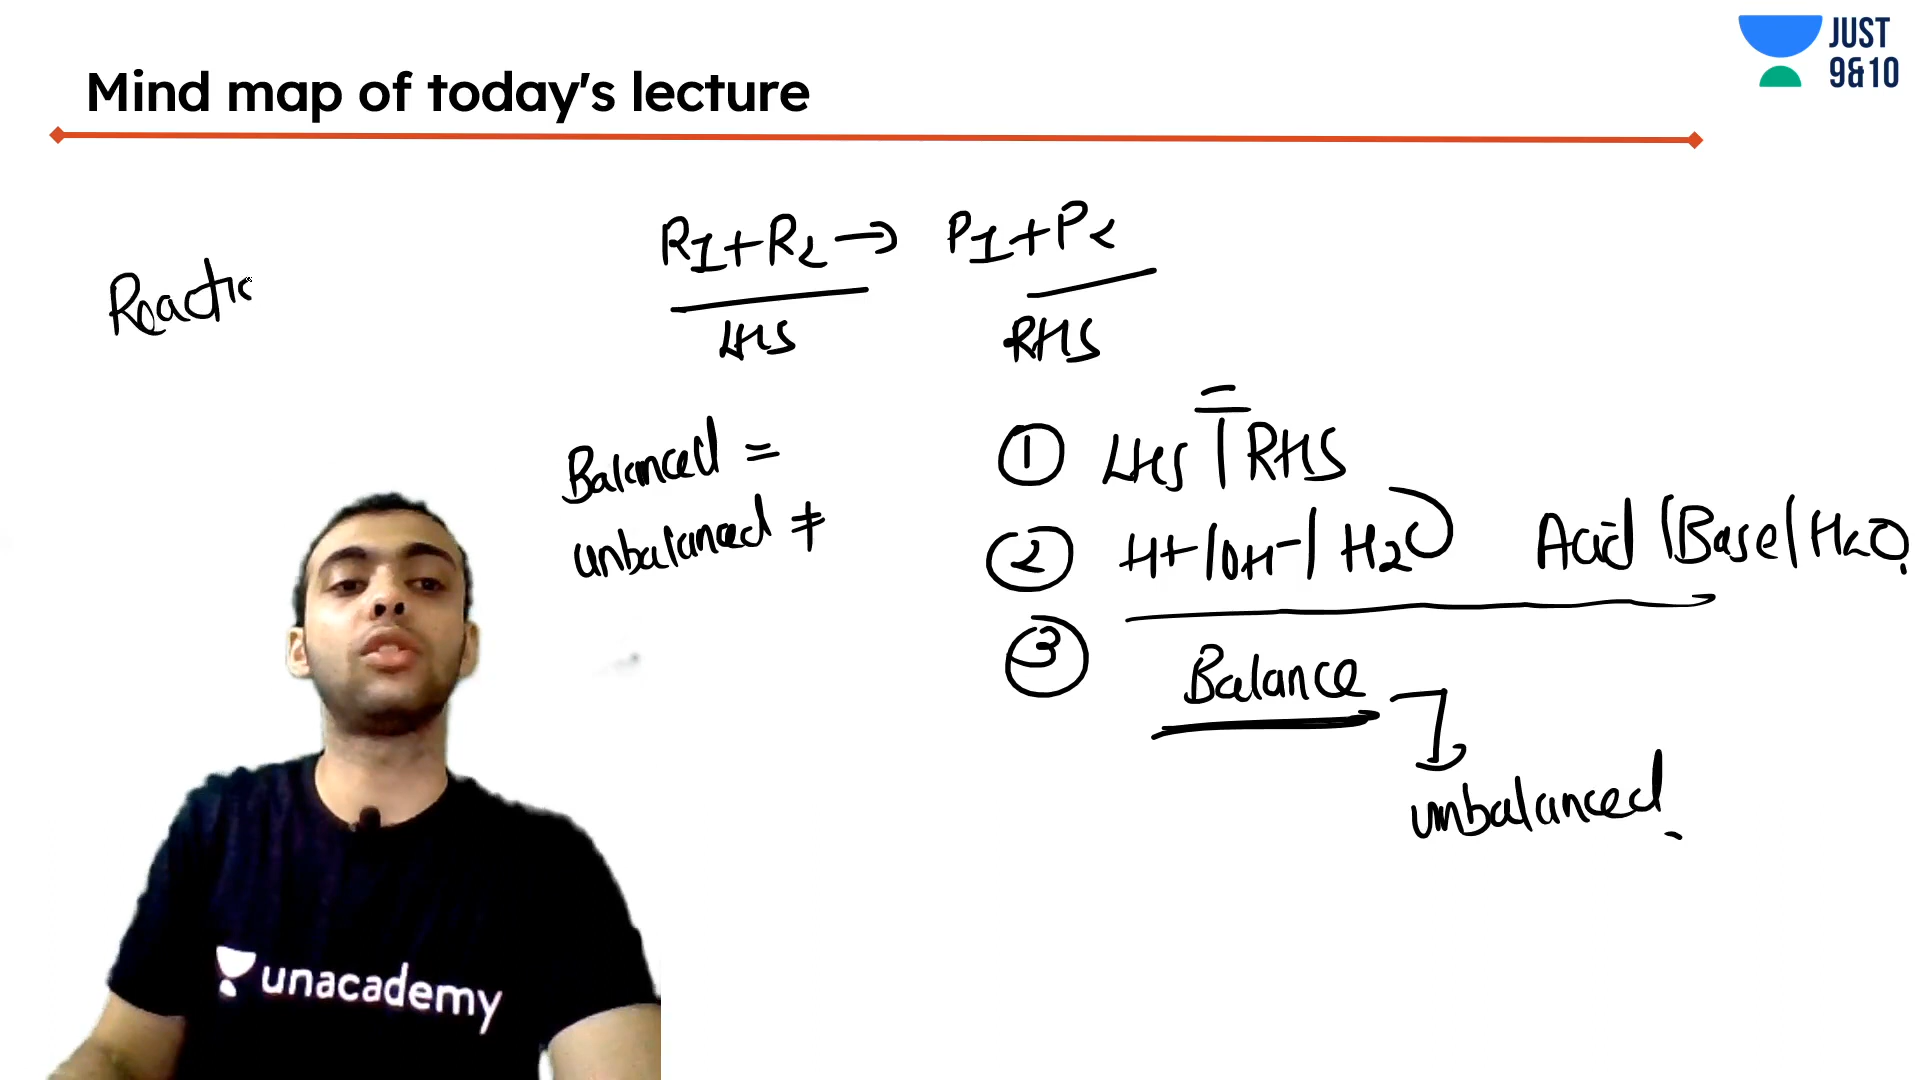 JUST
9&10
Mind map of today's lecture
R1+R2 → P1+P2
Reactio
LHS RHS
=
Balanced =
① LHS | RHS
unbalanced ≠
② H+/OH-/H2O Acid/Base/H2O.
③ Balance
unbalanced.
unacademy